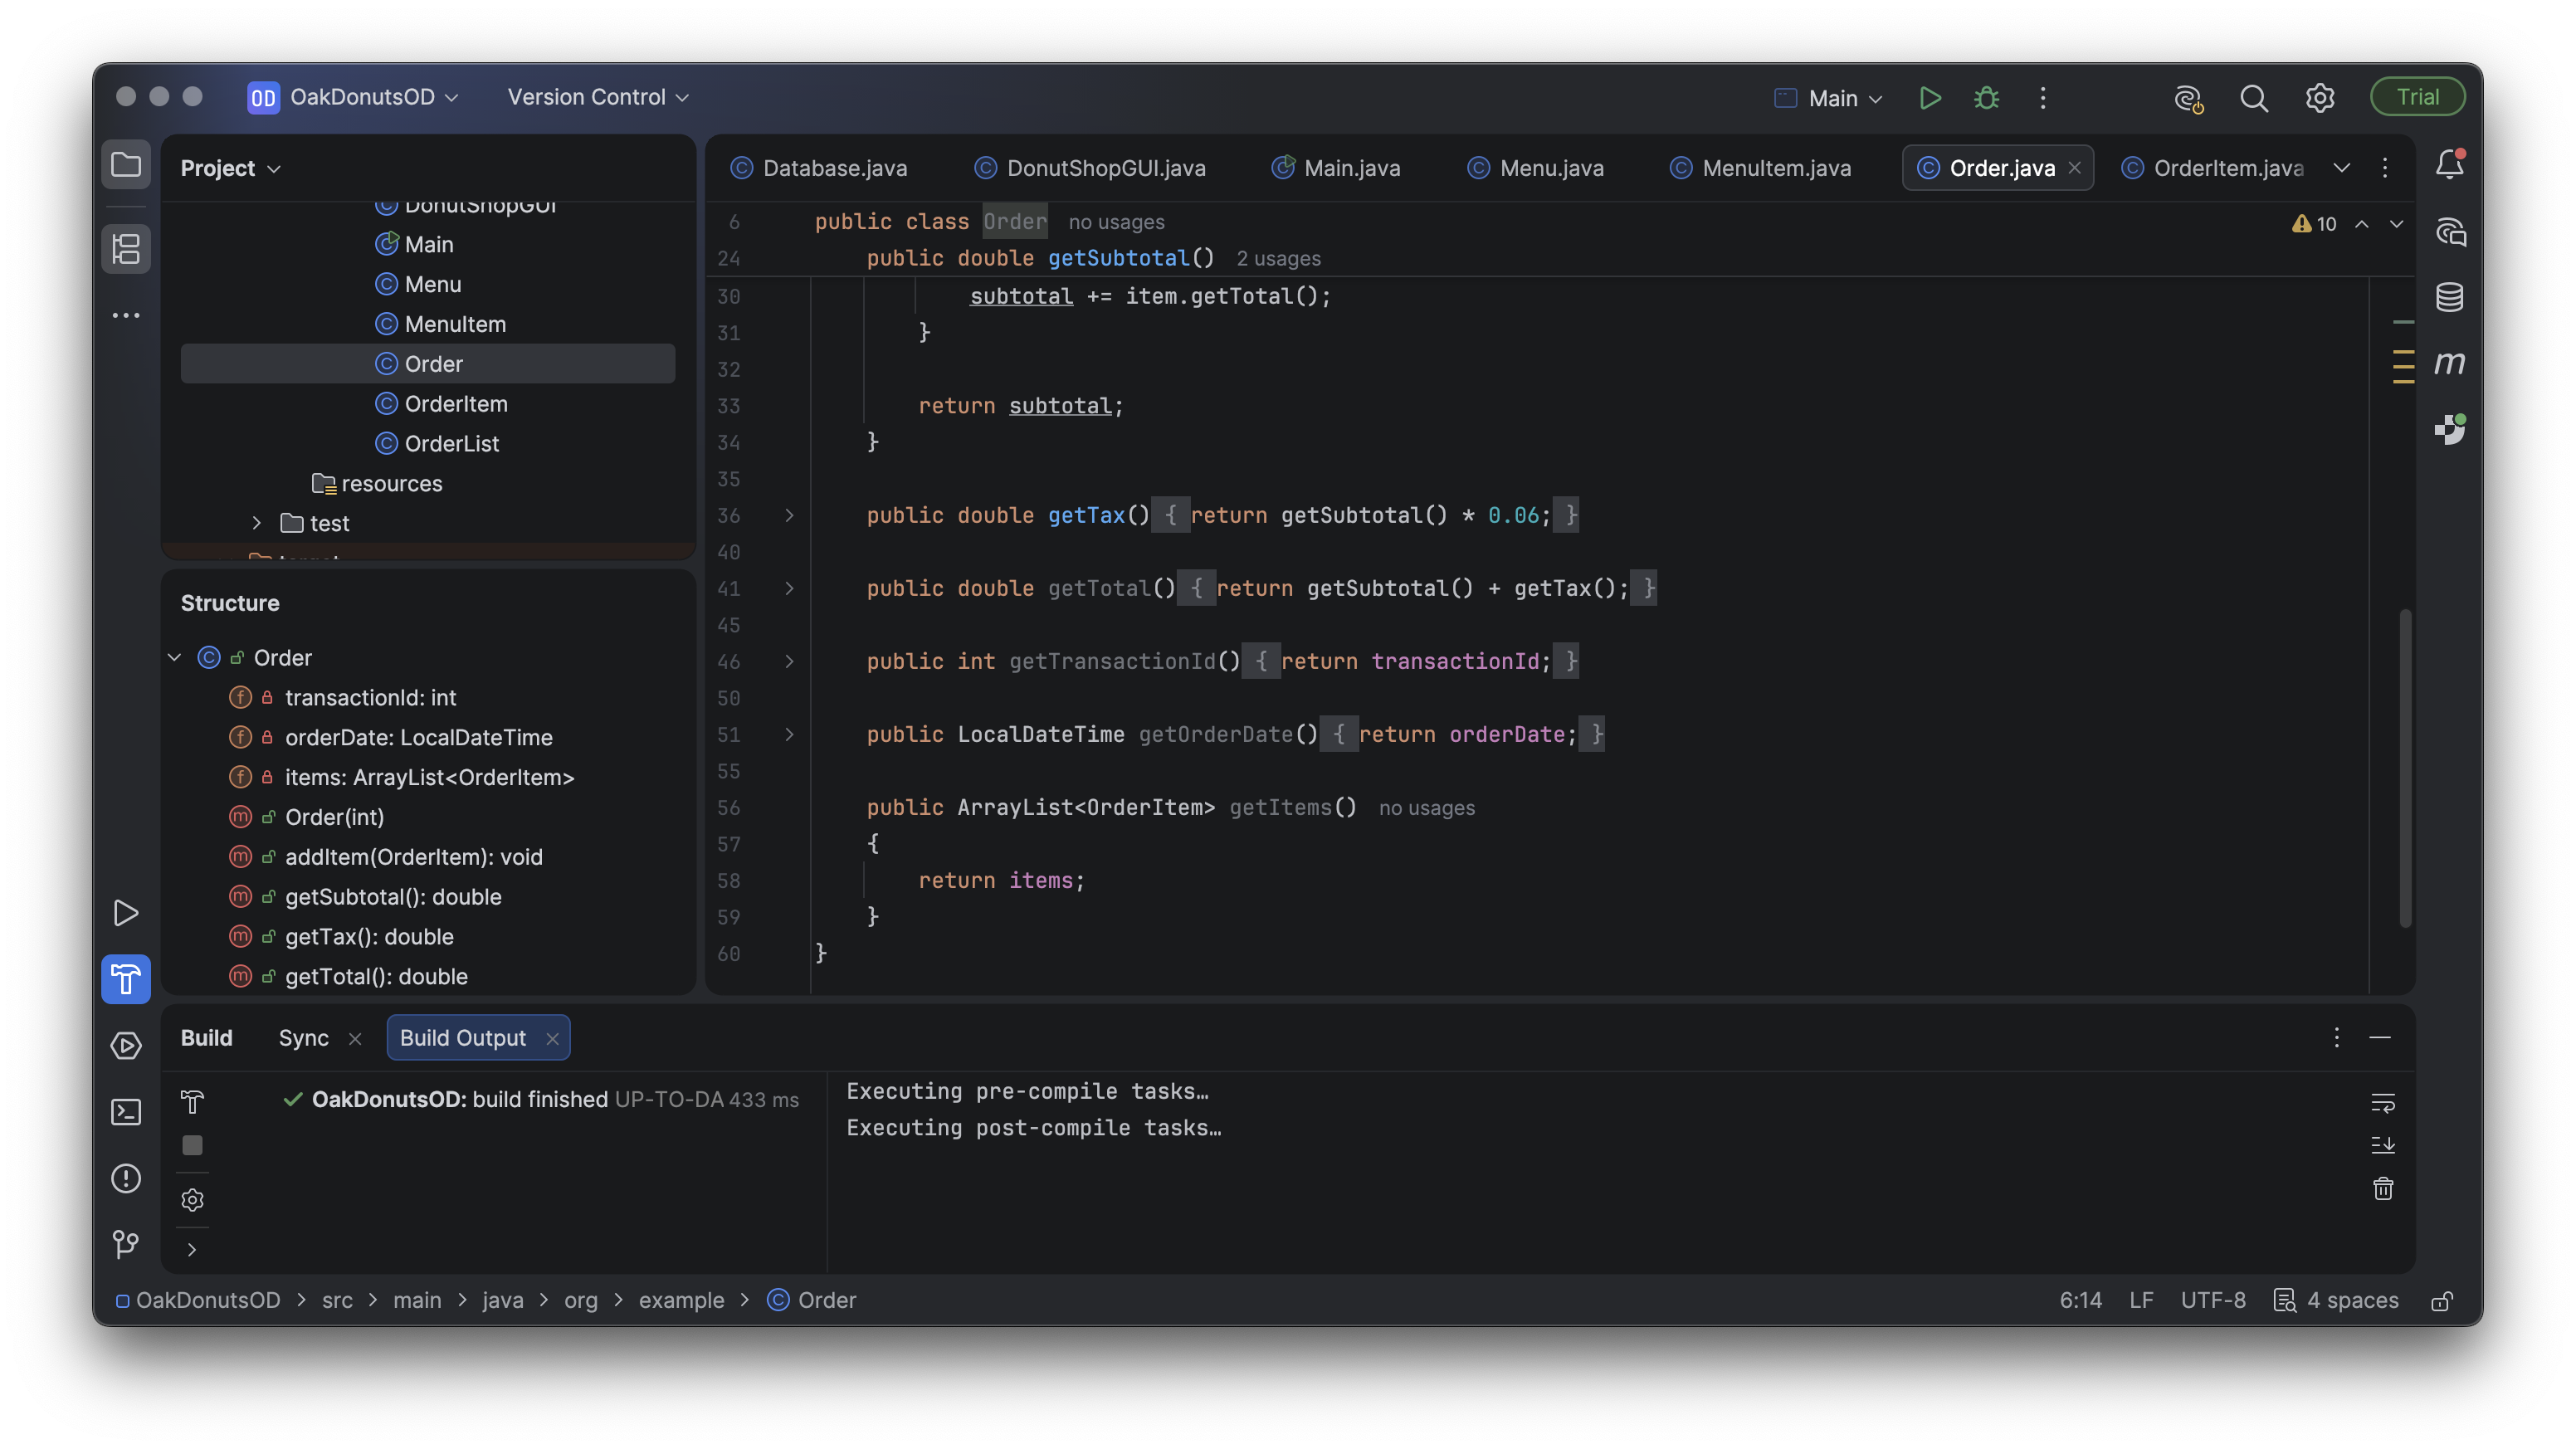 OD OakDonutsOD Version Control Main Trial
Project
DonutShopGUI
Main
Menu
MenuItem
Order
OrderItem
OrderList
resources
test
target
Structure
Order
transactionId: int
orderDate: LocalDateTime
items: ArrayList<OrderItem>
Order(int)
addItem(OrderItem): void
getSubtotal(): double
getTax(): double
getTotal(): double
Database.java DonutShopGUI.java Main.java Menu.java MenuItem.java Order.java OrderItem.java
6 public class Order no usages
10
24 public double getSubtotal() 2 usages
30 subtotal += item.getTotal();
31 }
32
33 return subtotal;
34 }
35
36 public double getTax() { return getSubtotal() * 0.06; }
40
41 public double getTotal() { return getSubtotal() + getTax(); }
45
46 public int getTransactionId() { return transactionId; }
50
51 public LocalDateTime getOrderDate() { return orderDate; }
55
56 public ArrayList<OrderItem> getItems() no usages
57 {
58 return items;
59 }
60 }
Build Sync Build Output
OakDonutsOD: build finished UP-TO-DA 433 ms
Executing pre-compile tasks…
Executing post-compile tasks…
OakDonutsOD > src > main > java > org > example > Order
6:14 LF UTF-8 4 spaces